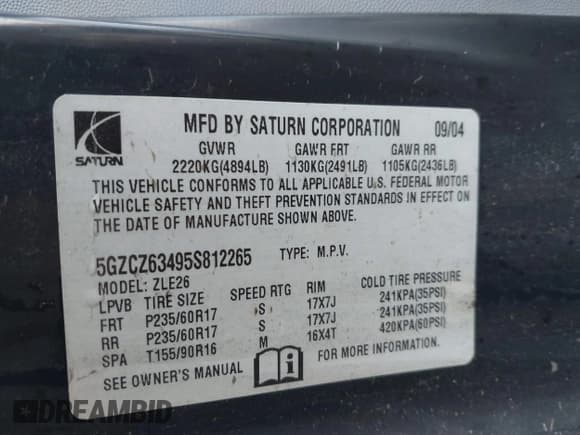 MFD BY SATURN CORPORATION 09/04
SATURN
GVWR GAWR FRT GAWR RR
2220KG(4894LB) 1130KG(2491LB) 1105KG(2436LB)
THIS VEHICLE CONFORMS TO ALL APPLICABLE U.S. FEDERAL MOTOR
VEHICLE SAFETY AND THEFT PREVENTION STANDARDS IN EFFECT ON
THE DATE OF MANUFACTURE SHOWN ABOVE.
5GZCZ63495S812265 TYPE: M.P.V.
MODEL: ZLE26
LPVB TIRE SIZE SPEED RTG RIM COLD TIRE PRESSURE
FRT P235/60R17 S 17X7J 241KPA(35PSI)
RR P235/60R17 S 17X7J 241KPA(35PSI)
SPA T155/90R16 M 16X4T 420KPA(60PSI)
SEE OWNER'S MANUAL FOR MORE INFORMATION.
DREAMBID